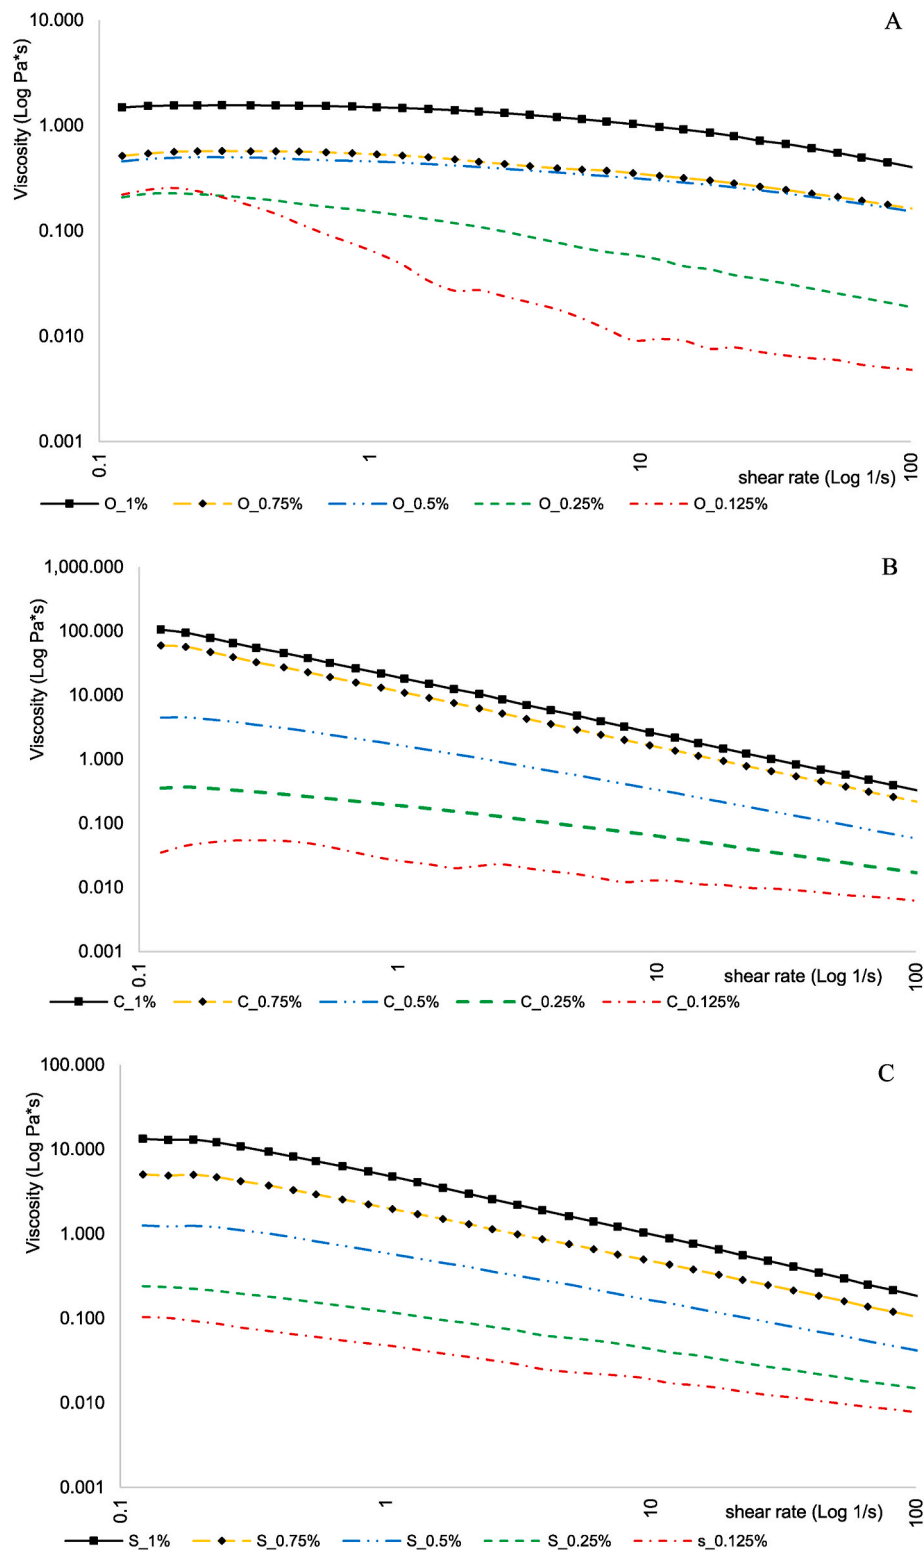 A
Viscosity (Log Pa*s)
10.000
1.000
0.100
0.010
0.001
0.1
1
10
100
shear rate (Log 1/s)
O_1% O_0.75% O_0.5% O_0.25% O_0.125%
B
Viscosity (Log Pa*s)
1,000.000
100.000
10.000
1.000
0.100
0.010
0.001
0.1
1
10
100
shear rate (Log 1/s)
C_1% C_0.75% C_0.5% C_0.25% C_0.125%
C
Viscosity (Log Pa*s)
100.000
10.000
1.000
0.100
0.010
0.001
0.1
1
10
100
shear rate (Log 1/s)
S_1% S_0.75% S_0.5% S_0.25% s_0.125%